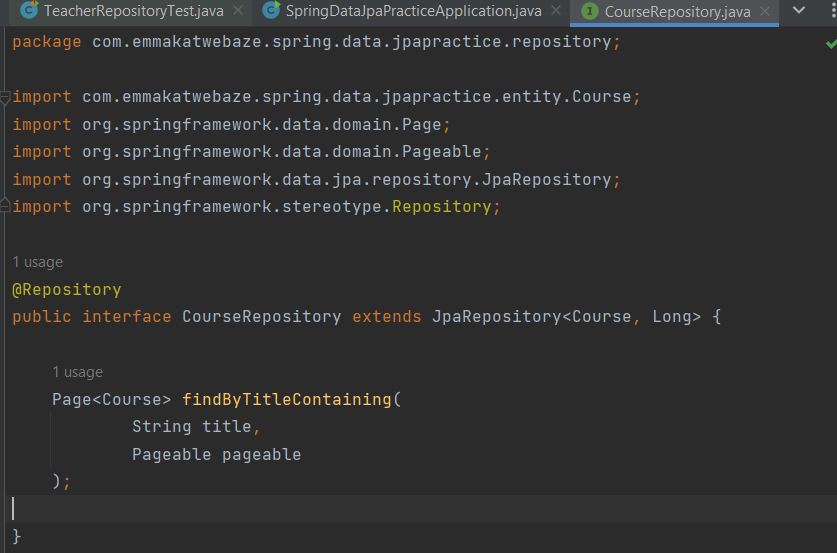 TeacherRepositoryTest.java SpringDataJpaPracticeApplication.java CourseRepository.java
package com.emmakatwebaze.spring.data.jpapractice.repository;
import com.emmakatwebaze.spring.data.jpapractice.entity.Course;
import org.springframework.data.domain.Page;
import org.springframework.data.domain.Pageable;
import org.springframework.data.jpa.repository.JpaRepository;
import org.springframework.stereotype.Repository;
1 usage
@Repository
public interface CourseRepository extends JpaRepository<Course, Long> {
1 usage
Page<Course> findByTitleContaining(
String title,
Pageable pageable
);
}